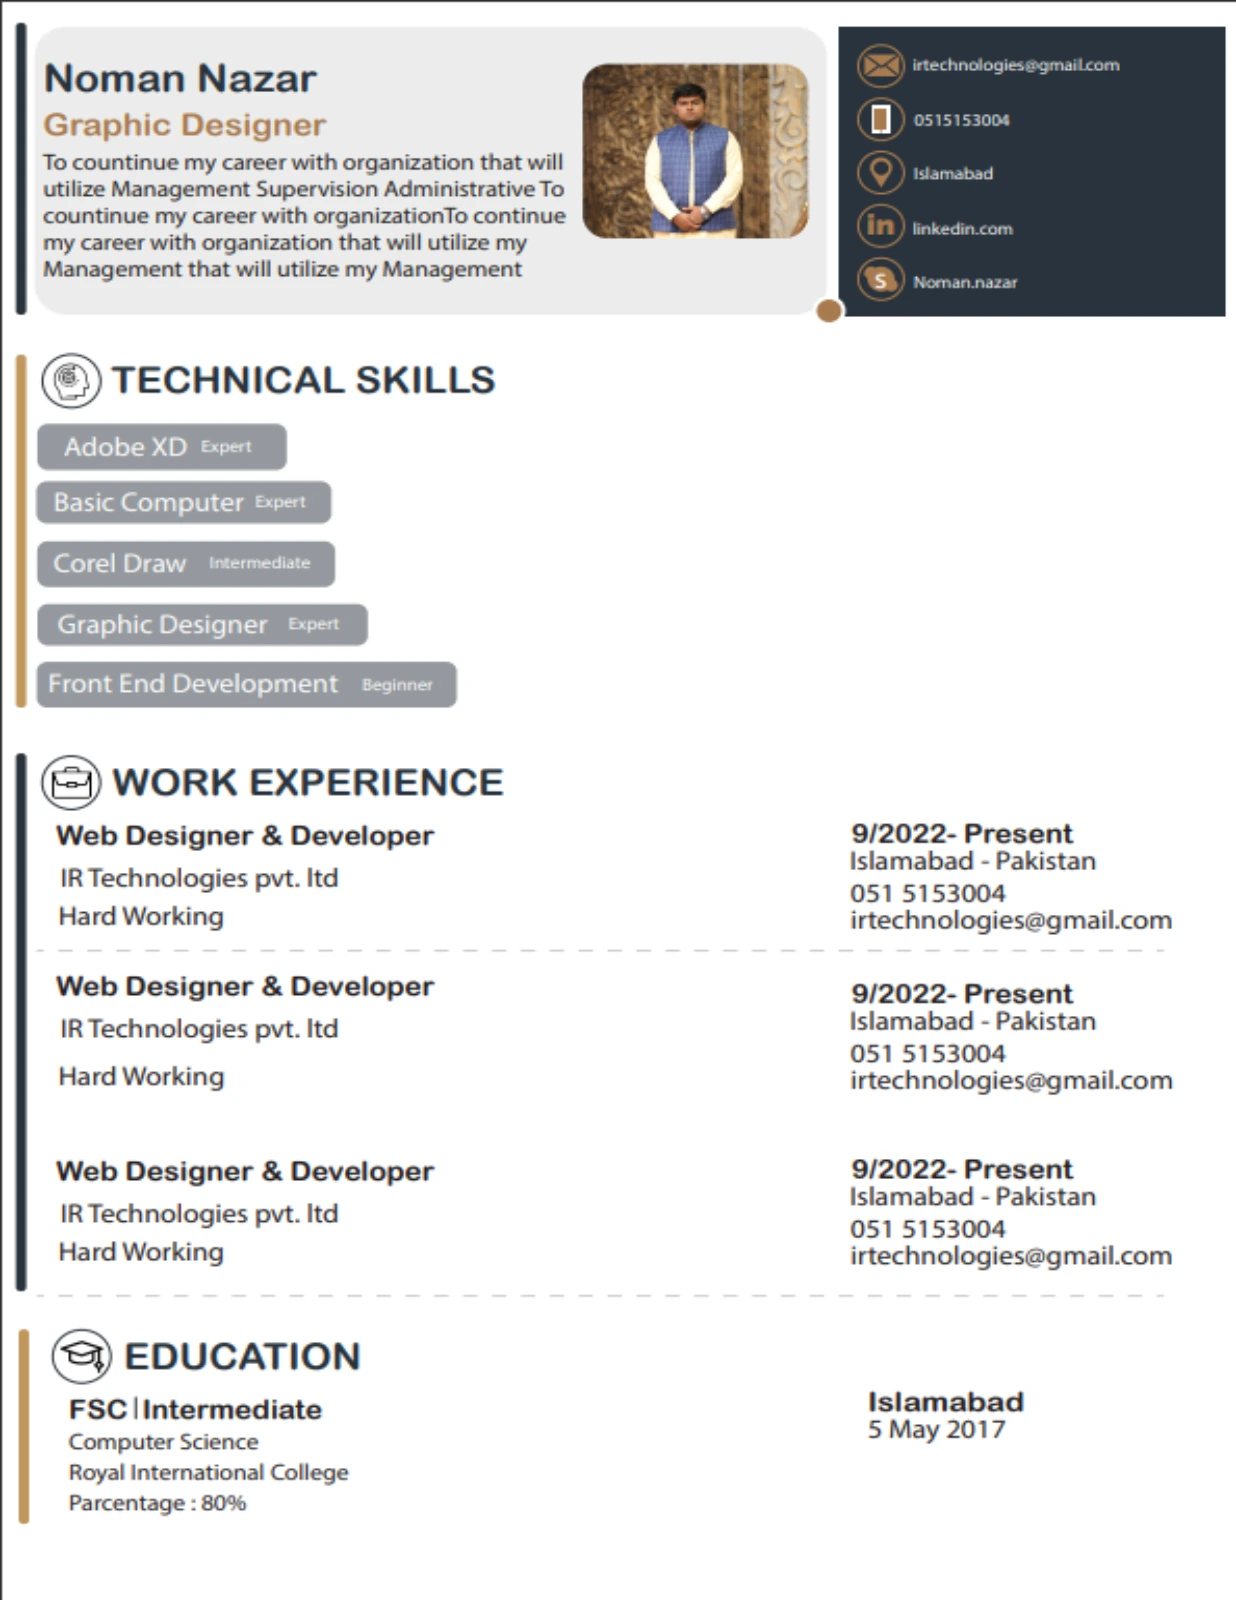 Noman Nazar
Graphic Designer
To countinue my career with organization that will
utilize Management Supervision Administrative To
countinue my career with organizationTo continue
my career with organization that will utilize my
Management that will utilize my Management
irtechnologies@gmail.com
0515153004
Islamabad
in linkedin.com
S Noman.nazar
TECHNICAL SKILLS
Adobe XD Expert
Basic Computer Expert
Corel Draw Intermediate
Graphic Designer Expert
Front End Development Beginner
WORK EXPERIENCE
Web Designer & Developer
IR Technologies pvt. ltd
Hard Working
9/2022- Present
Islamabad - Pakistan
051 5153004
irtechnologies@gmail.com
Web Designer & Developer
IR Technologies pvt. ltd
Hard Working
9/2022- Present
Islamabad - Pakistan
051 5153004
irtechnologies@gmail.com
Web Designer & Developer
IR Technologies pvt. ltd
Hard Working
9/2022- Present
Islamabad - Pakistan
051 5153004
irtechnologies@gmail.com
EDUCATION
FSC|Intermediate
Computer Science
Royal International College
Parcentage : 80%
Islamabad
5 May 2017